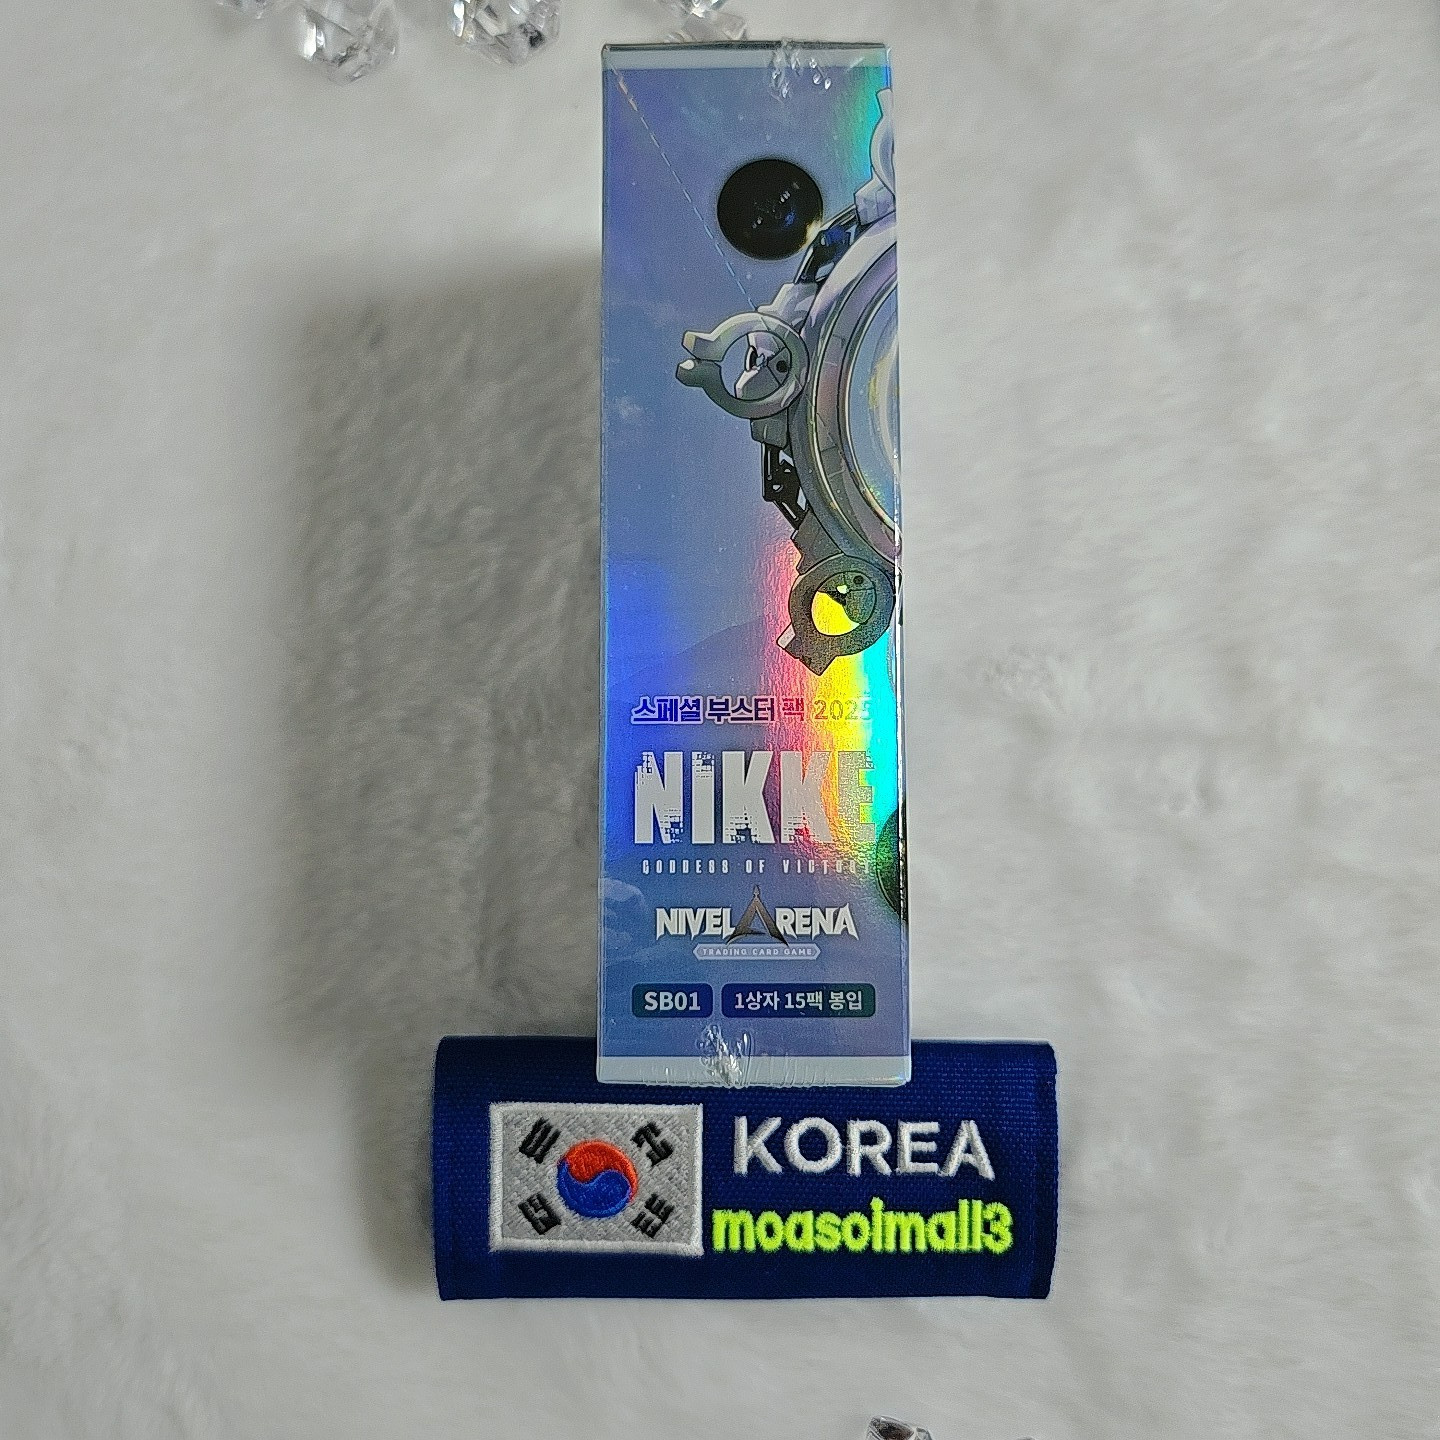 스페셜 부스터 팩 2025
NIKKE
GODDESS OF VICTORY
NIVEL ARENA
TRADING CARD GAME
SB01
1상자 15팩 봉입
KOREA
moasoimall3